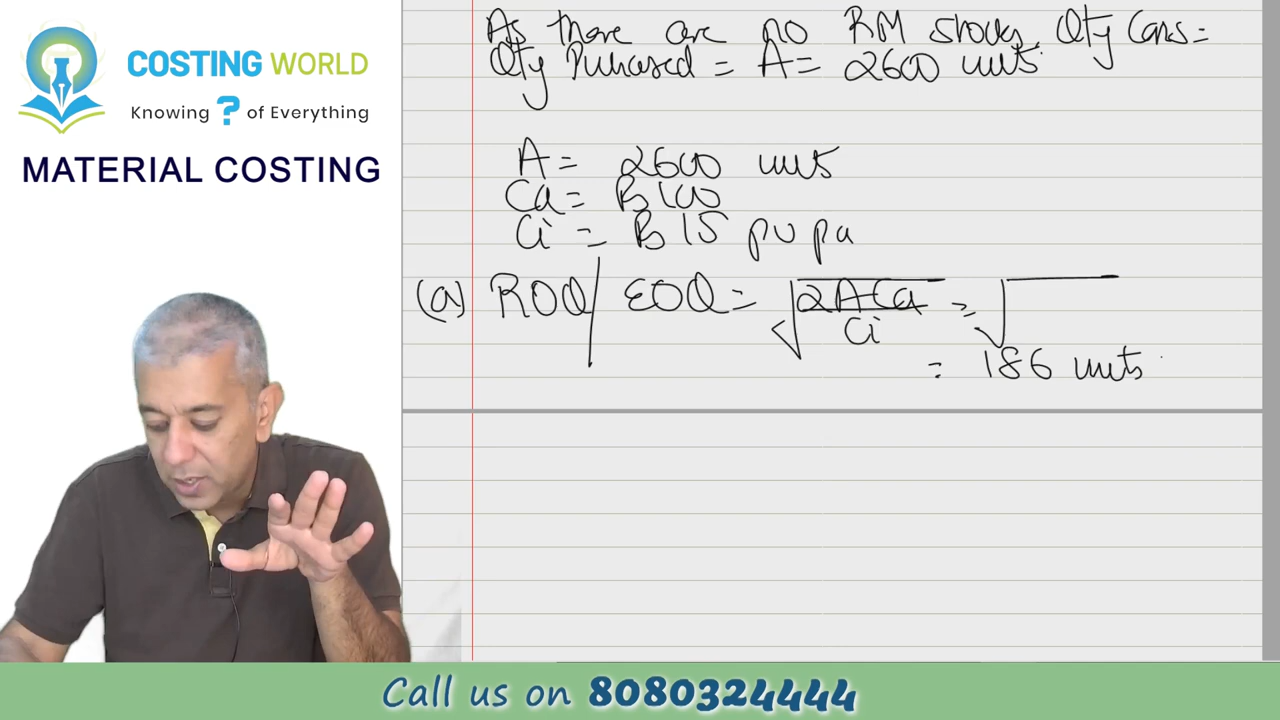 COSTING WORLD
Knowing ? of Everything
MATERIAL COSTING
As there are no RM stocks, Qty Cons =
Qty Puhased = A = 2600 units.
A = 2600 units
Ca = Rs 100
Ci = Rs 15 pu pa
(a) ROQ / EOQ = √2ACa/Ci = √
= 186 units.
Call us on 8080324444